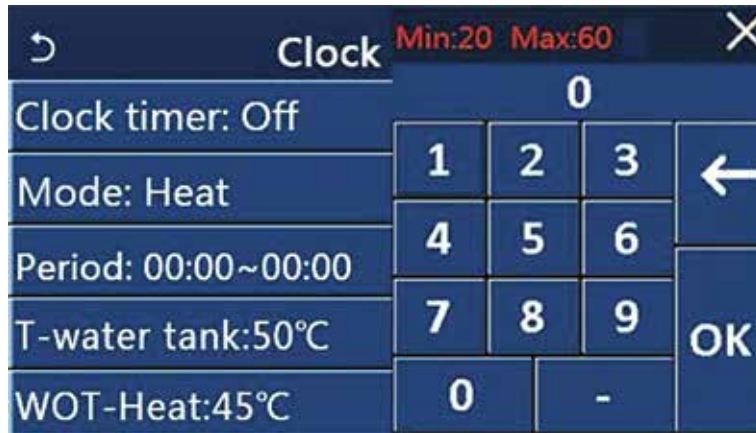 Clock
Clock timer: Off
Mode: Heat
Period: 00:00~00:00
T-water tank:50℃
WOT-Heat:45℃
Min:20 Max:60
0
1 2 3
4 5 6
7 8 9
0 -
OK